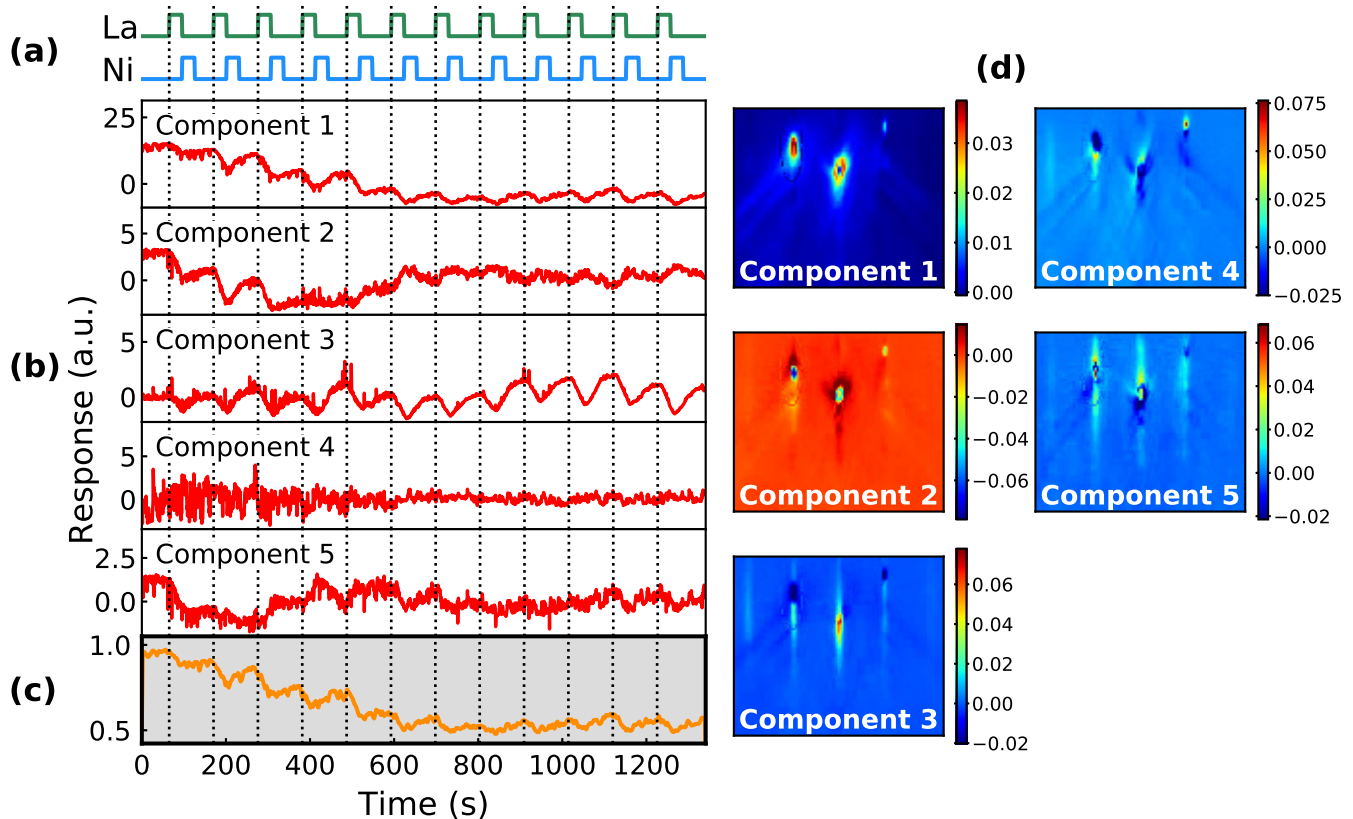 (a)
La
Ni
(b)
Response (a.u.)
Component 1
25
0
Component 2
5
0
Component 3
5
0
Component 4
5
0
Component 5
2.5
0.0
(c)
1.0
0.5
0 200 400 600 800 1000 1200
Time (s)
(d)
Component 1
0.03
0.02
0.01
0.00
Component 4
0.075
0.050
0.025
0.000
−0.025
Component 2
0.00
−0.02
−0.04
−0.06
Component 5
0.06
0.04
0.02
0.00
−0.02
Component 3
0.06
0.04
0.02
0.00
−0.02